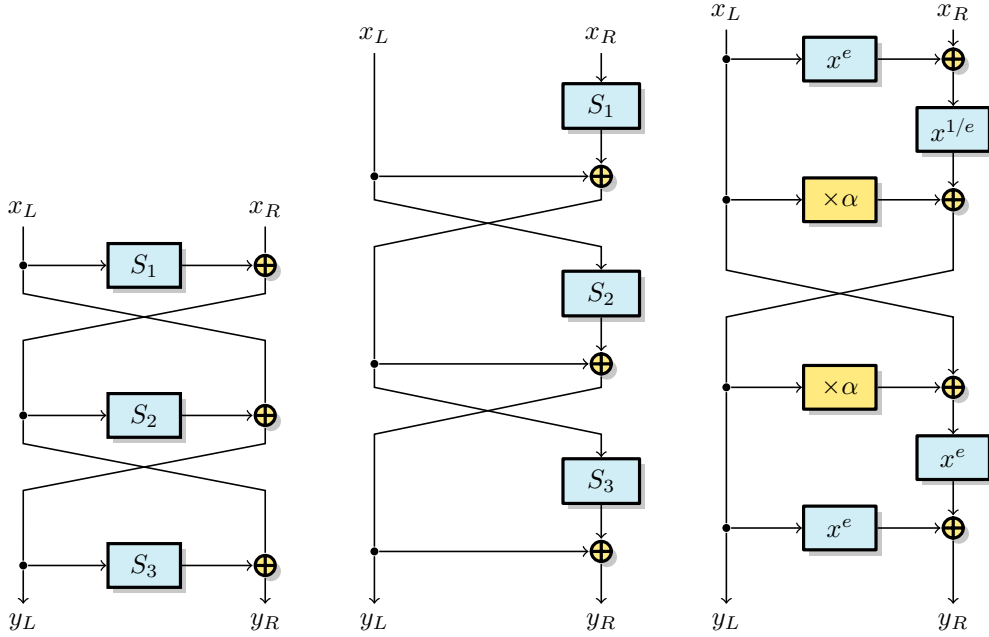 x_L x_R
S_1
S_2
S_3
y_L y_R
x_L x_R
S_1
S_2
S_3
y_L y_R
x_L x_R
x^e
x^{1/e}
×α
×α
x^e
x^e
y_L y_R